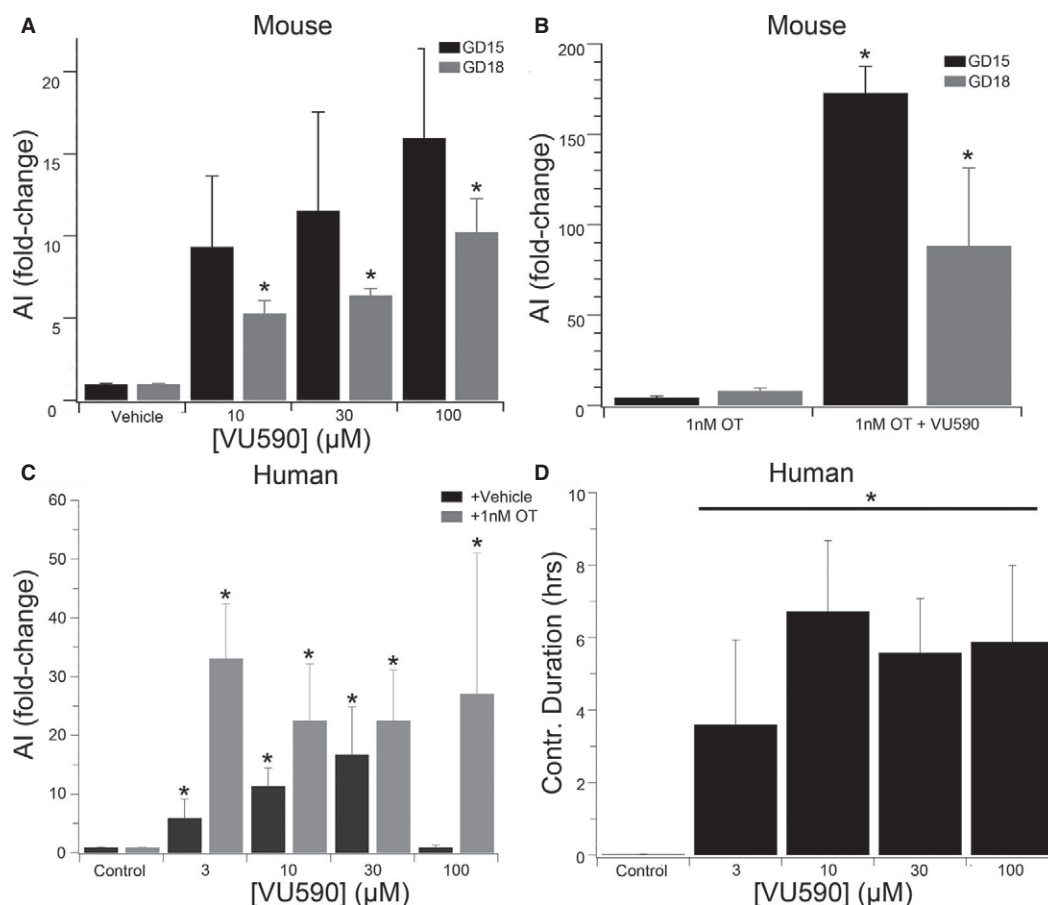 A
Mouse
GD15
GD18
AI (fold-change)
20
15
10
5
0
*
*
*
Vehicle
10
30
100
[VU590] (µM)
B
Mouse
GD15
GD18
AI (fold-change)
200
150
100
50
0
*
*
1nM OT
1nM OT + VU590
C
Human
+Vehicle
+1nM OT
AI (fold-change)
60
50
40
30
20
10
0
*
*
*
*
*
*
*
Control
3
10
30
100
[VU590] (µM)
D
Human
Contr. Duration (hrs)
10
8
6
4
2
0
*
Control
3
10
30
100
[VU590] (µM)